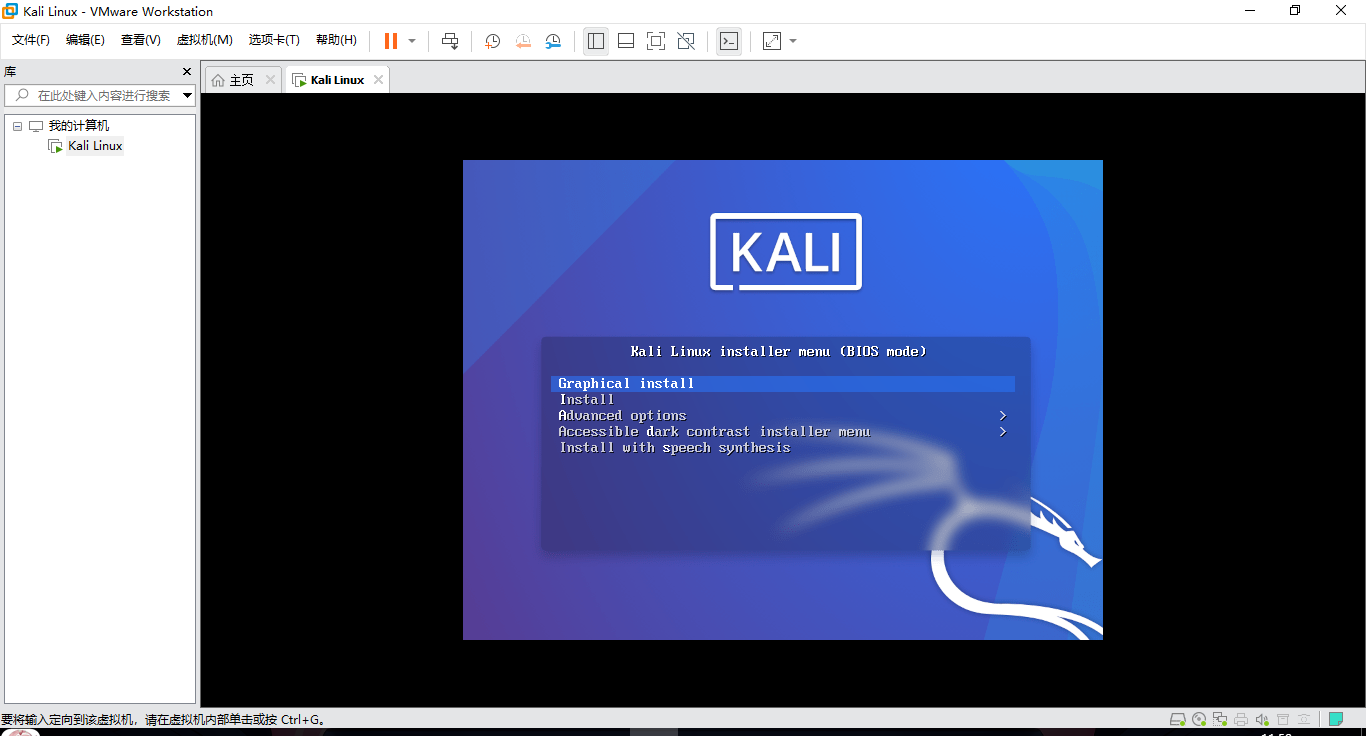 Kali Linux - VMware Workstation
文件(F) 编辑(E) 查看(V) 虚拟机(M) 选项卡(T) 帮助(H)
库
在此处键入内容进行搜索
我的计算机
Kali Linux
主页
Kali Linux
KALI
Kali Linux installer menu (BIOS mode)
Graphical install
Install
Advanced options >
Accessible dark contrast installer menu >
Install with speech synthesis
要将输入定向到该虚拟机，请在虚拟机内部单击或按 Ctrl+G。